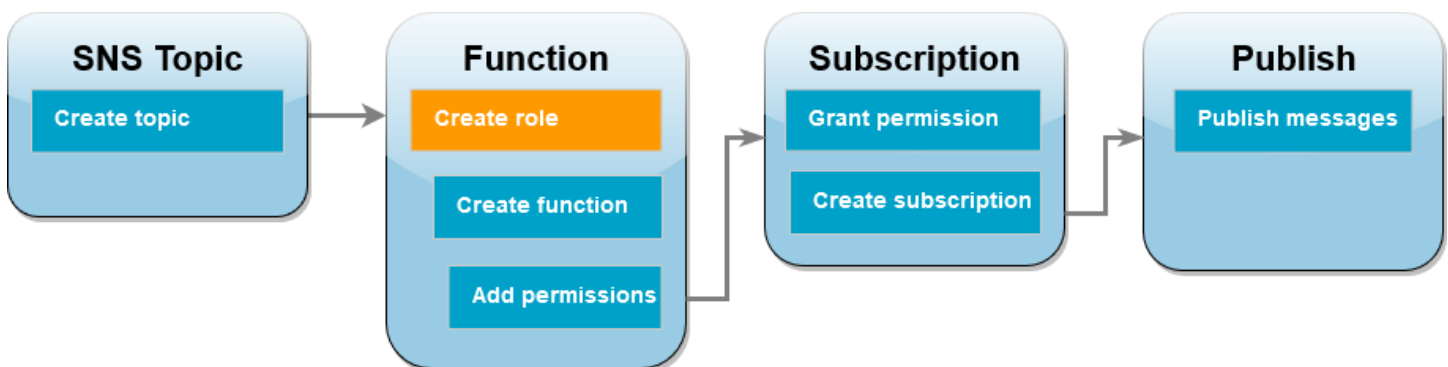 SNS Topic
Create topic
Function
Create role
Create function
Add permissions
Subscription
Grant permission
Create subscription
Publish
Publish messages